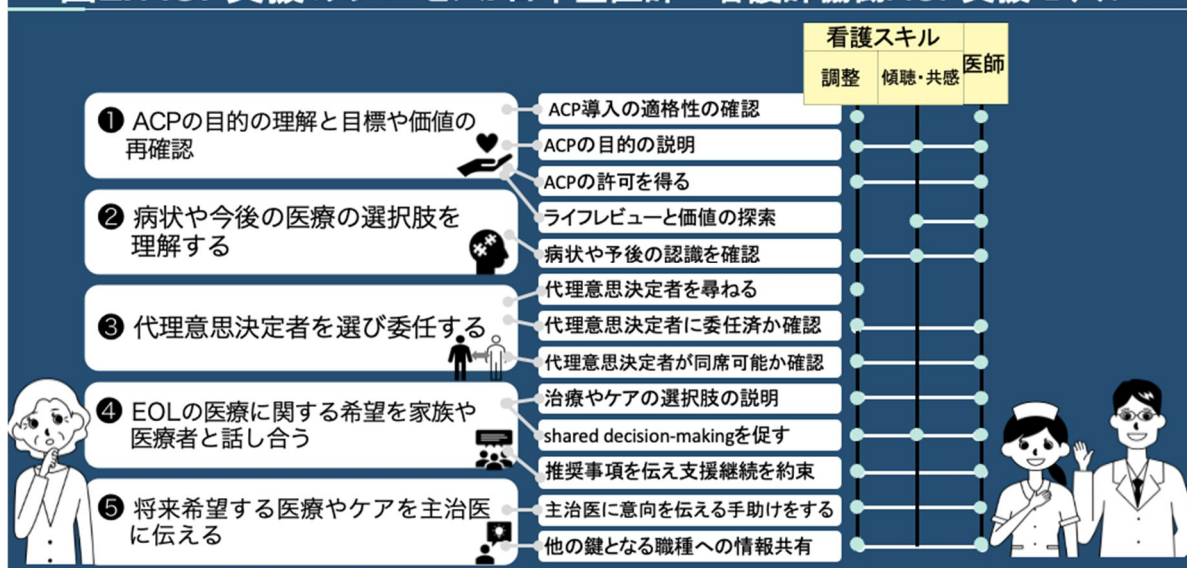 看護スキル
医師
調整
傾聴・共感
❶ ACPの目的の理解と目標や価値の
再確認
❷ 病状や今後の医療の選択肢を
理解する
❸ 代理意思決定者を選び委任する
❹ EOLの医療に関する希望を家族や
医療者と話し合う
❺ 将来希望する医療やケアを主治医
に伝える
ACP導入の適格性の確認
ACPの目的の説明
ACPの許可を得る
ライフレビューと価値の探索
病状や予後の認識を確認
代理意思決定者を尋ねる
代理意思決定者に委任済か確認
代理意思決定者が同席可能か確認
治療やケアの選択肢の説明
shared decision-makingを促す
推奨事項を伝え支援継続を約束
主治医に意向を伝える手助けをする
他の鍵となる職種への情報共有